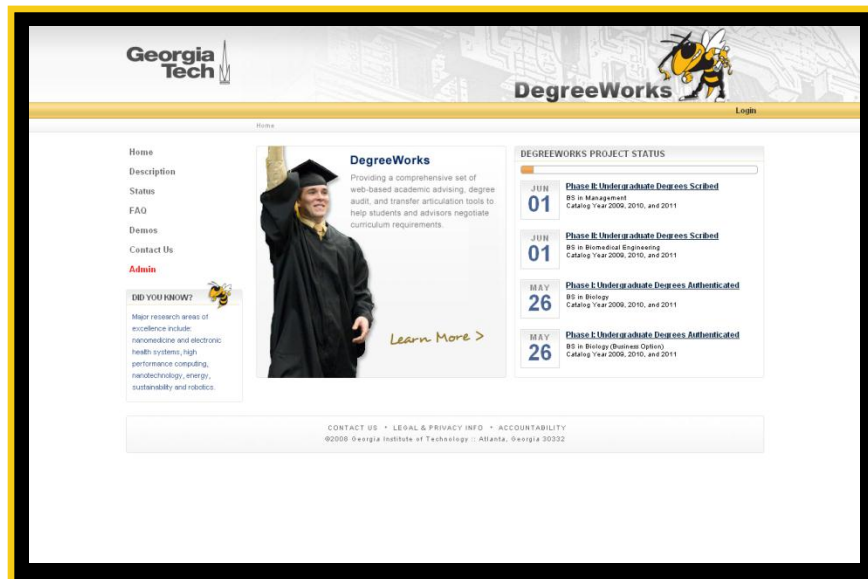 Georgia
Tech
DegreeWorks
Login
Home
Home
Description
Status
FAQ
Demos
Contact Us
Admin
DID YOU KNOW?
Major research areas of
excellence include:
nanomedicine and electronic
health systems, high
performance computing,
nanotechnology, energy,
sustainability and robotics.
DegreeWorks
Providing a comprehensive set of
web-based academic advising, degree
audit, and transfer articulation tools to
help students and advisors negotiate
curriculum requirements.
Learn More >
DEGREEWORKS PROJECT STATUS
JUN
01
Phase II: Undergraduate Degrees Scribed
BS in Management
Catalog Year 2009, 2010, and 2011
JUN
01
Phase II: Undergraduate Degrees Scribed
BS in Biomedical Engineering
Catalog Year 2009, 2010, and 2011
MAY
26
Phase I: Undergraduate Degrees Authenticated
BS in Biology
Catalog Year 2009, 2010, and 2011
MAY
26
Phase I: Undergraduate Degrees Authenticated
BS in Biology (Business Option)
Catalog Year 2009, 2010, and 2011
CONTACT US • LEGAL & PRIVACY INFO • ACCOUNTABILITY
©2008 Georgia Institute of Technology :: Atlanta, Georgia 30332